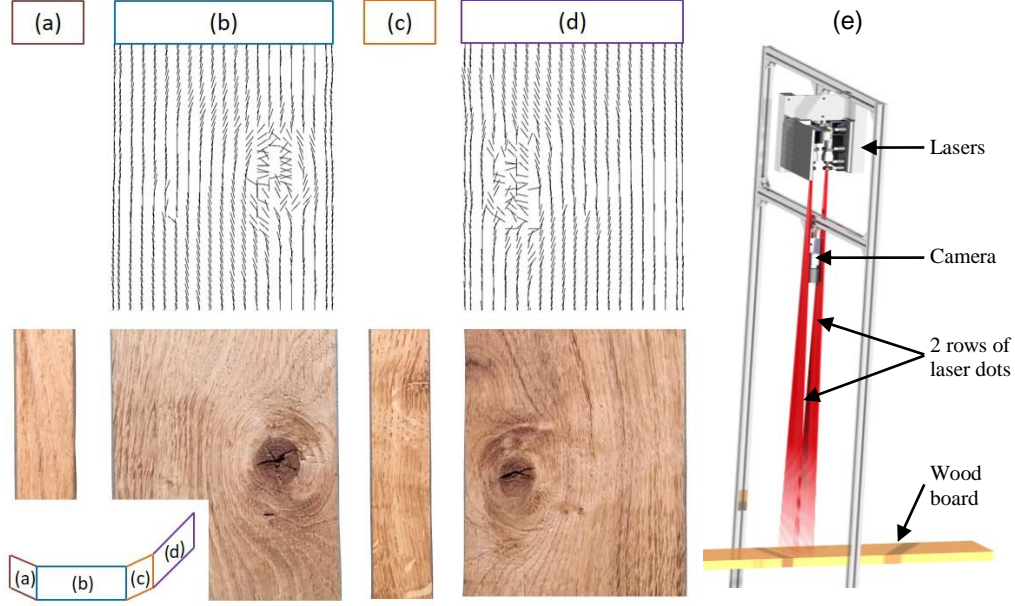 (a)
(b)
(c)
(d)
(e)
Lasers
Camera
2 rows of
laser dots
Wood
board
(a)
(b)
(c)
(d)